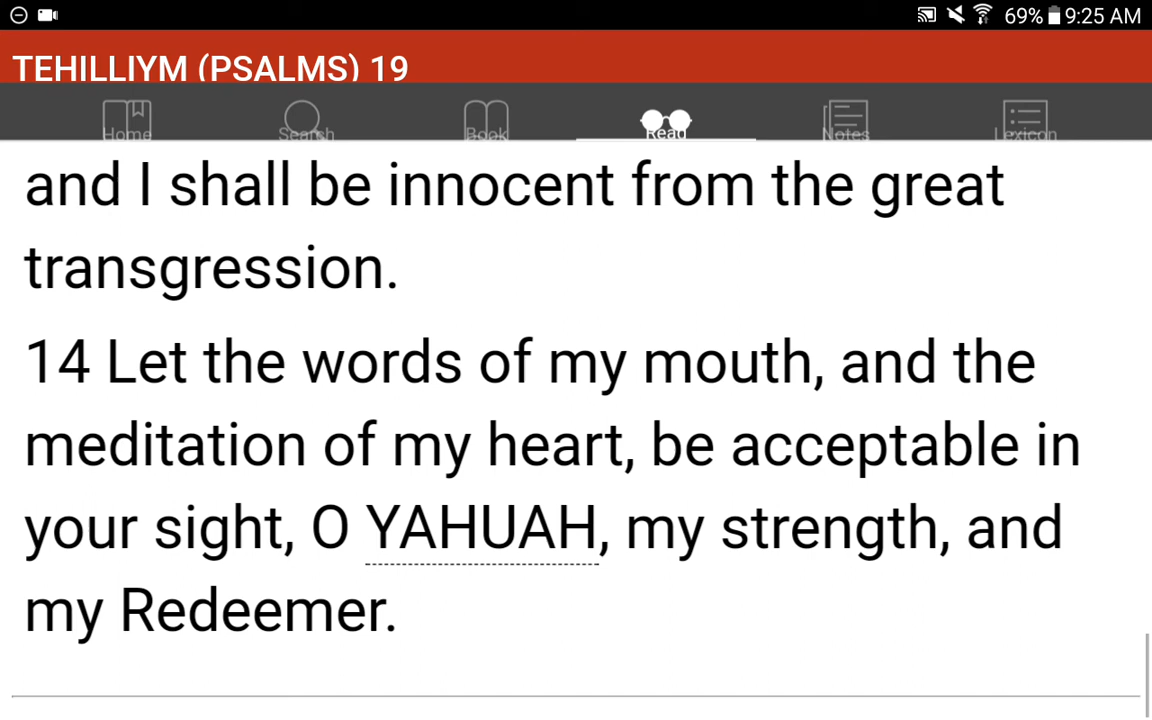 69% 9:25 AM
TEHILLIYM (PSALMS) 19
Home Search Book Read Notes Lexicon
and I shall be innocent from the great
transgression.
14 Let the words of my mouth, and the
meditation of my heart, be acceptable in
your sight, O YAHUAH, my strength, and
my Redeemer.